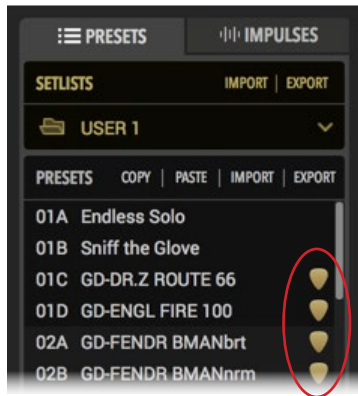 PRESETS IMPULSES
SETLISTS IMPORT | EXPORT
USER 1
PRESETS COPY | PASTE | IMPORT | EXPORT
01A Endless Solo
01B Sniff the Glove
01C GD-DR.Z ROUTE 66
01D GD-ENGL FIRE 100
02A GD-FENDR BMANbrt
02B GD-FENDR BMANnrm